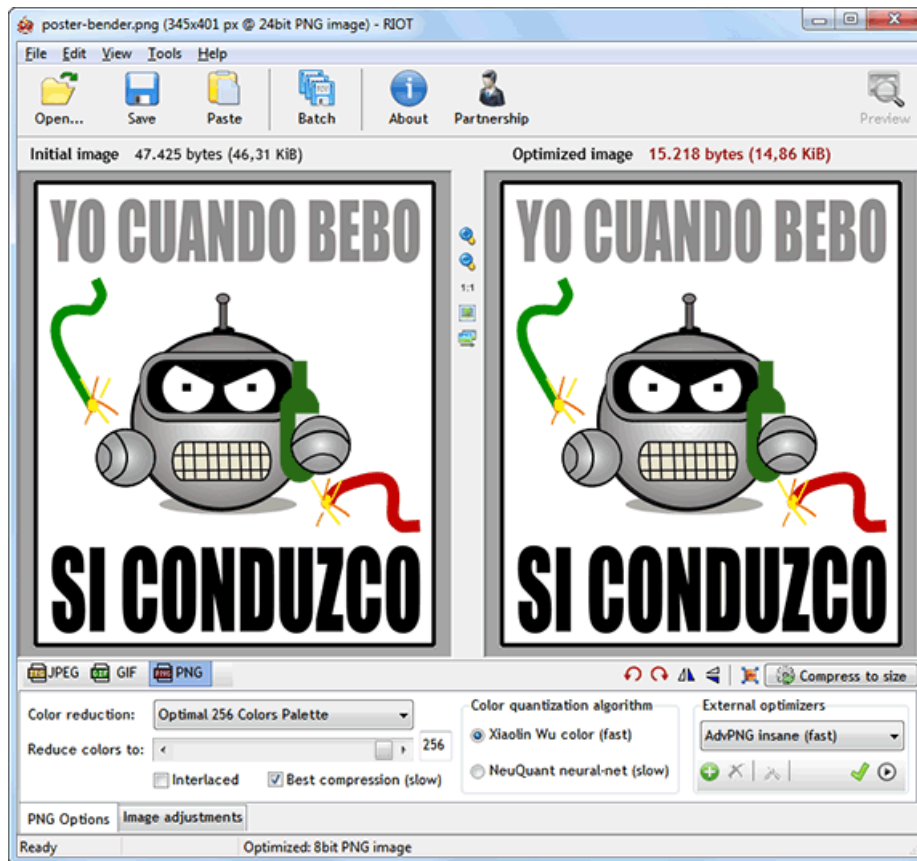 poster-bender.png (345x401 px @ 24bit PNG image) - RIOT
File Edit View Tools Help
Open... Save Paste Batch About Partnership Preview
Initial image 47.425 bytes (46,31 KiB) Optimized image 15.218 bytes (14,86 KiB)
YO CUANDO BEBO
SI CONDUZCO
1:1
YO CUANDO BEBO
SI CONDUZCO
JPEG GIF PNG Compress to size
Color reduction: Optimal 256 Colors Palette
Reduce colors to: 256
Interlaced Best compression (slow)
Color quantization algorithm
Xiaolin Wu color (fast)
NeuQuant neural-net (slow)
External optimizers
AdvPNG insane (fast)
PNG Options Image adjustments
Ready Optimized: 8bit PNG image